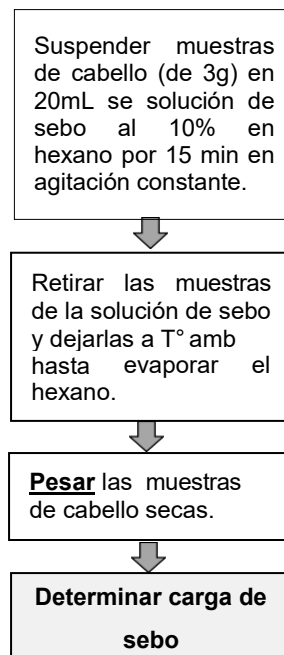 Suspender muestras
de cabello (de 3g) en
20mL se solución de
sebo al 10% en
hexano por 15 min en
agitación constante.
Retirar las muestras
de la solución de sebo
y dejarlas a T° amb
hasta evaporar el
hexano.
Pesar las muestras
de cabello secas.
Determinar carga de
sebo